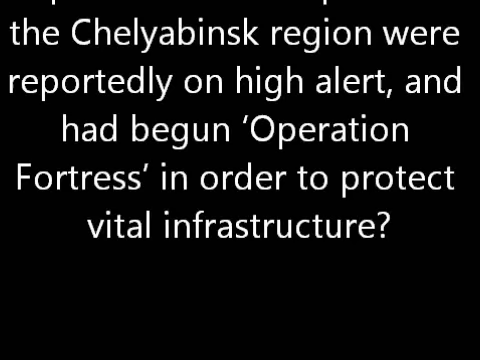 the Chelyabinsk region were
reportedly on high alert, and
had begun ‘Operation
Fortress’ in order to protect
vital infrastructure?